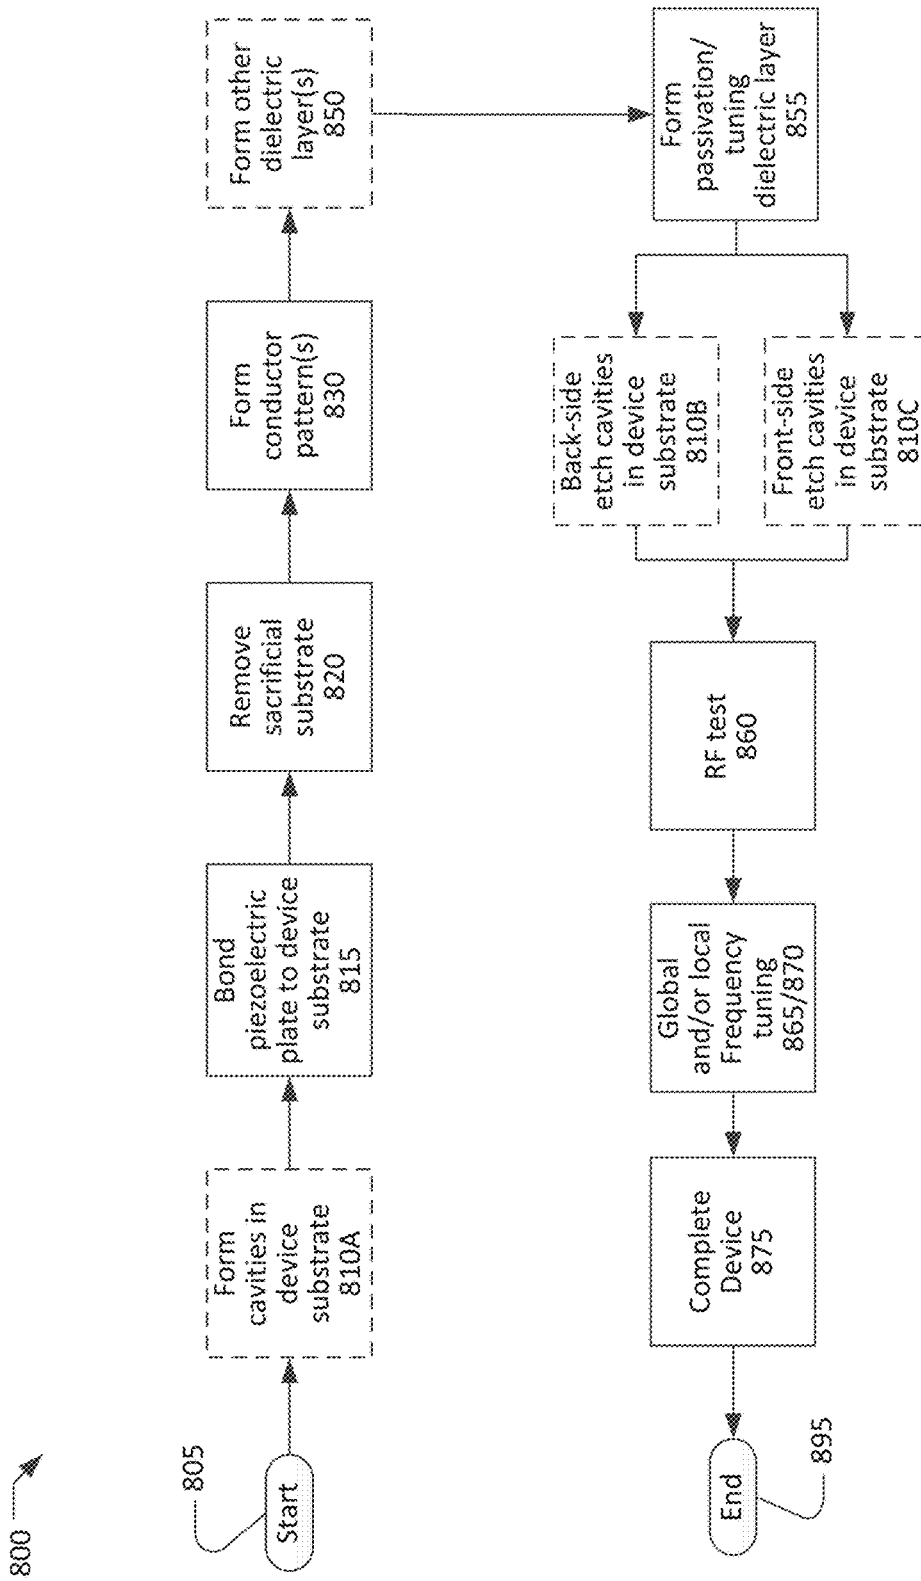 800
805
Start
Form
cavities in
device
substrate
810A
Bond
piezoelectric
plate to device
substrate
815
Remove
sacrificial
substrate
820
Form
conductor
pattern(s)
830
Form other
dielectric
layer(s)
850
Form
passivation/
tuning
dielectric layer
855
Back-side
etch cavities
in device
substrate
810B
Front-side
etch cavities
in device
substrate
810C
RF test
860
Global
and/or local
Frequency
tuning
865/870
Complete
Device
875
End
895